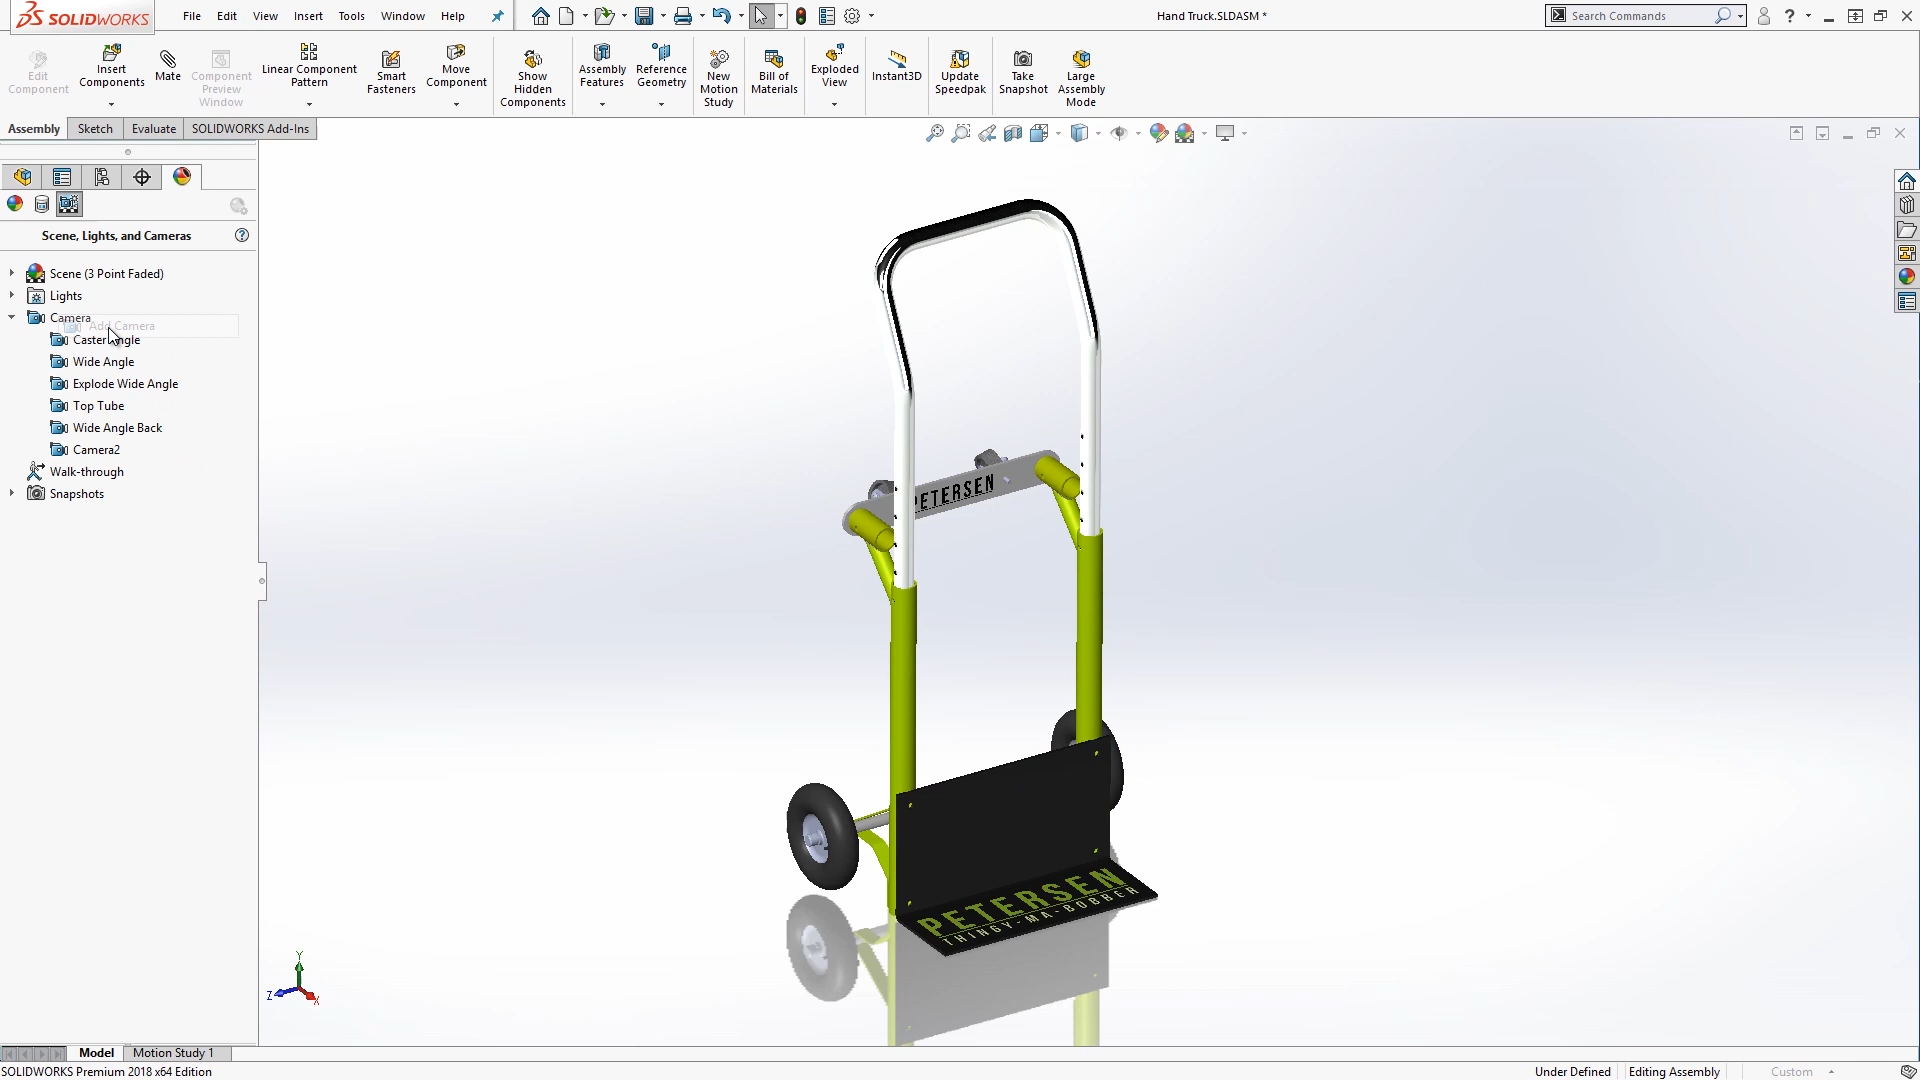 SOLIDWORKS
File Edit View Insert Tools Window Help
Hand Truck.SLDASM *
Search Commands
Edit Component
Insert Components
Mate
Component Preview Window
Linear Component Pattern
Smart Fasteners
Move Component
Show Hidden Components
Assembly Features
Reference Geometry
New Motion Study
Bill of Materials
Exploded View
Instant3D
Update Speedpak
Take Snapshot
Large Assembly Mode
Assembly Sketch Evaluate SOLIDWORKS Add-Ins
Scene, Lights, and Cameras
Scene (3 Point Faded)
Lights
Camera
Add Camera
Caster Angle
Wide Angle
Explode Wide Angle
Top Tube
Wide Angle Back
Camera2
Walk-through
Snapshots
PETERSEN
PETERSEN
THINGY-MA-BOBBER
Y
Z
X
Model Motion Study 1
SOLIDWORKS Premium 2018 x64 Edition
Under Defined Editing Assembly Custom